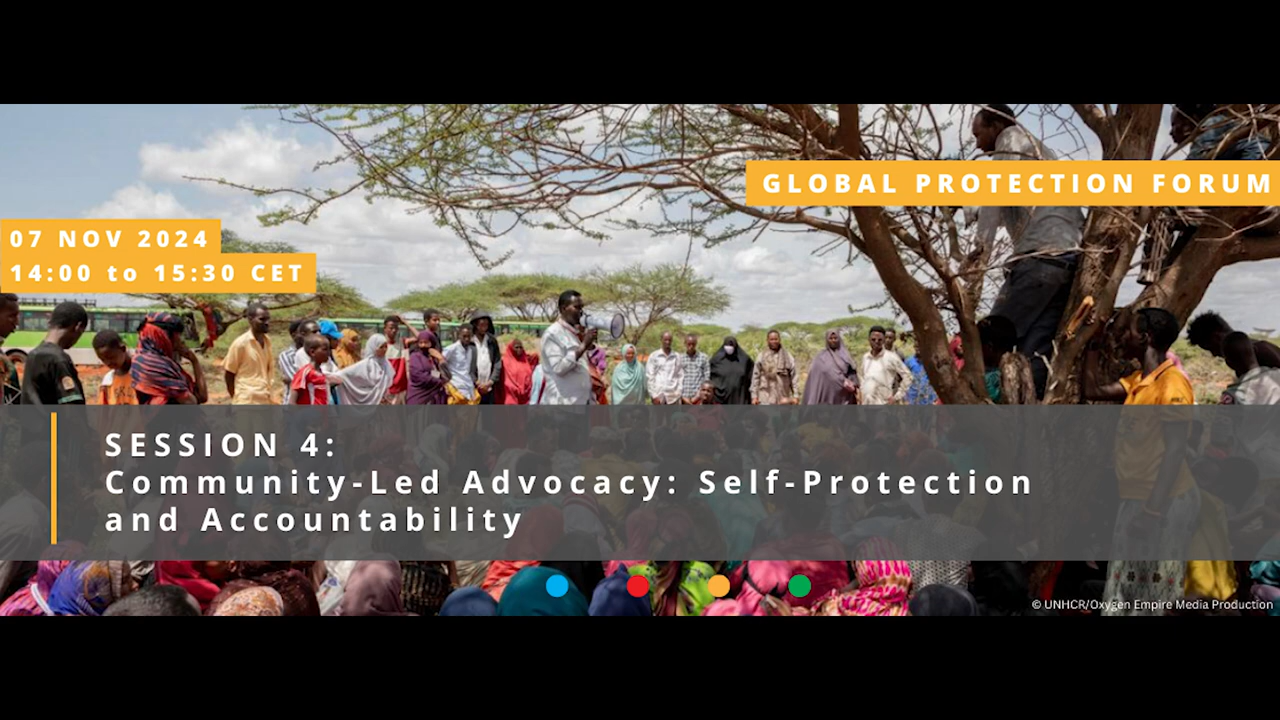 GLOBAL PROTECTION FORUM
07 NOV 2024
14:00 to 15:30 CET
SESSION 4:
Community-Led Advocacy: Self-Protection
and Accountability
© UNHCR/Oxygen Empire Media Production